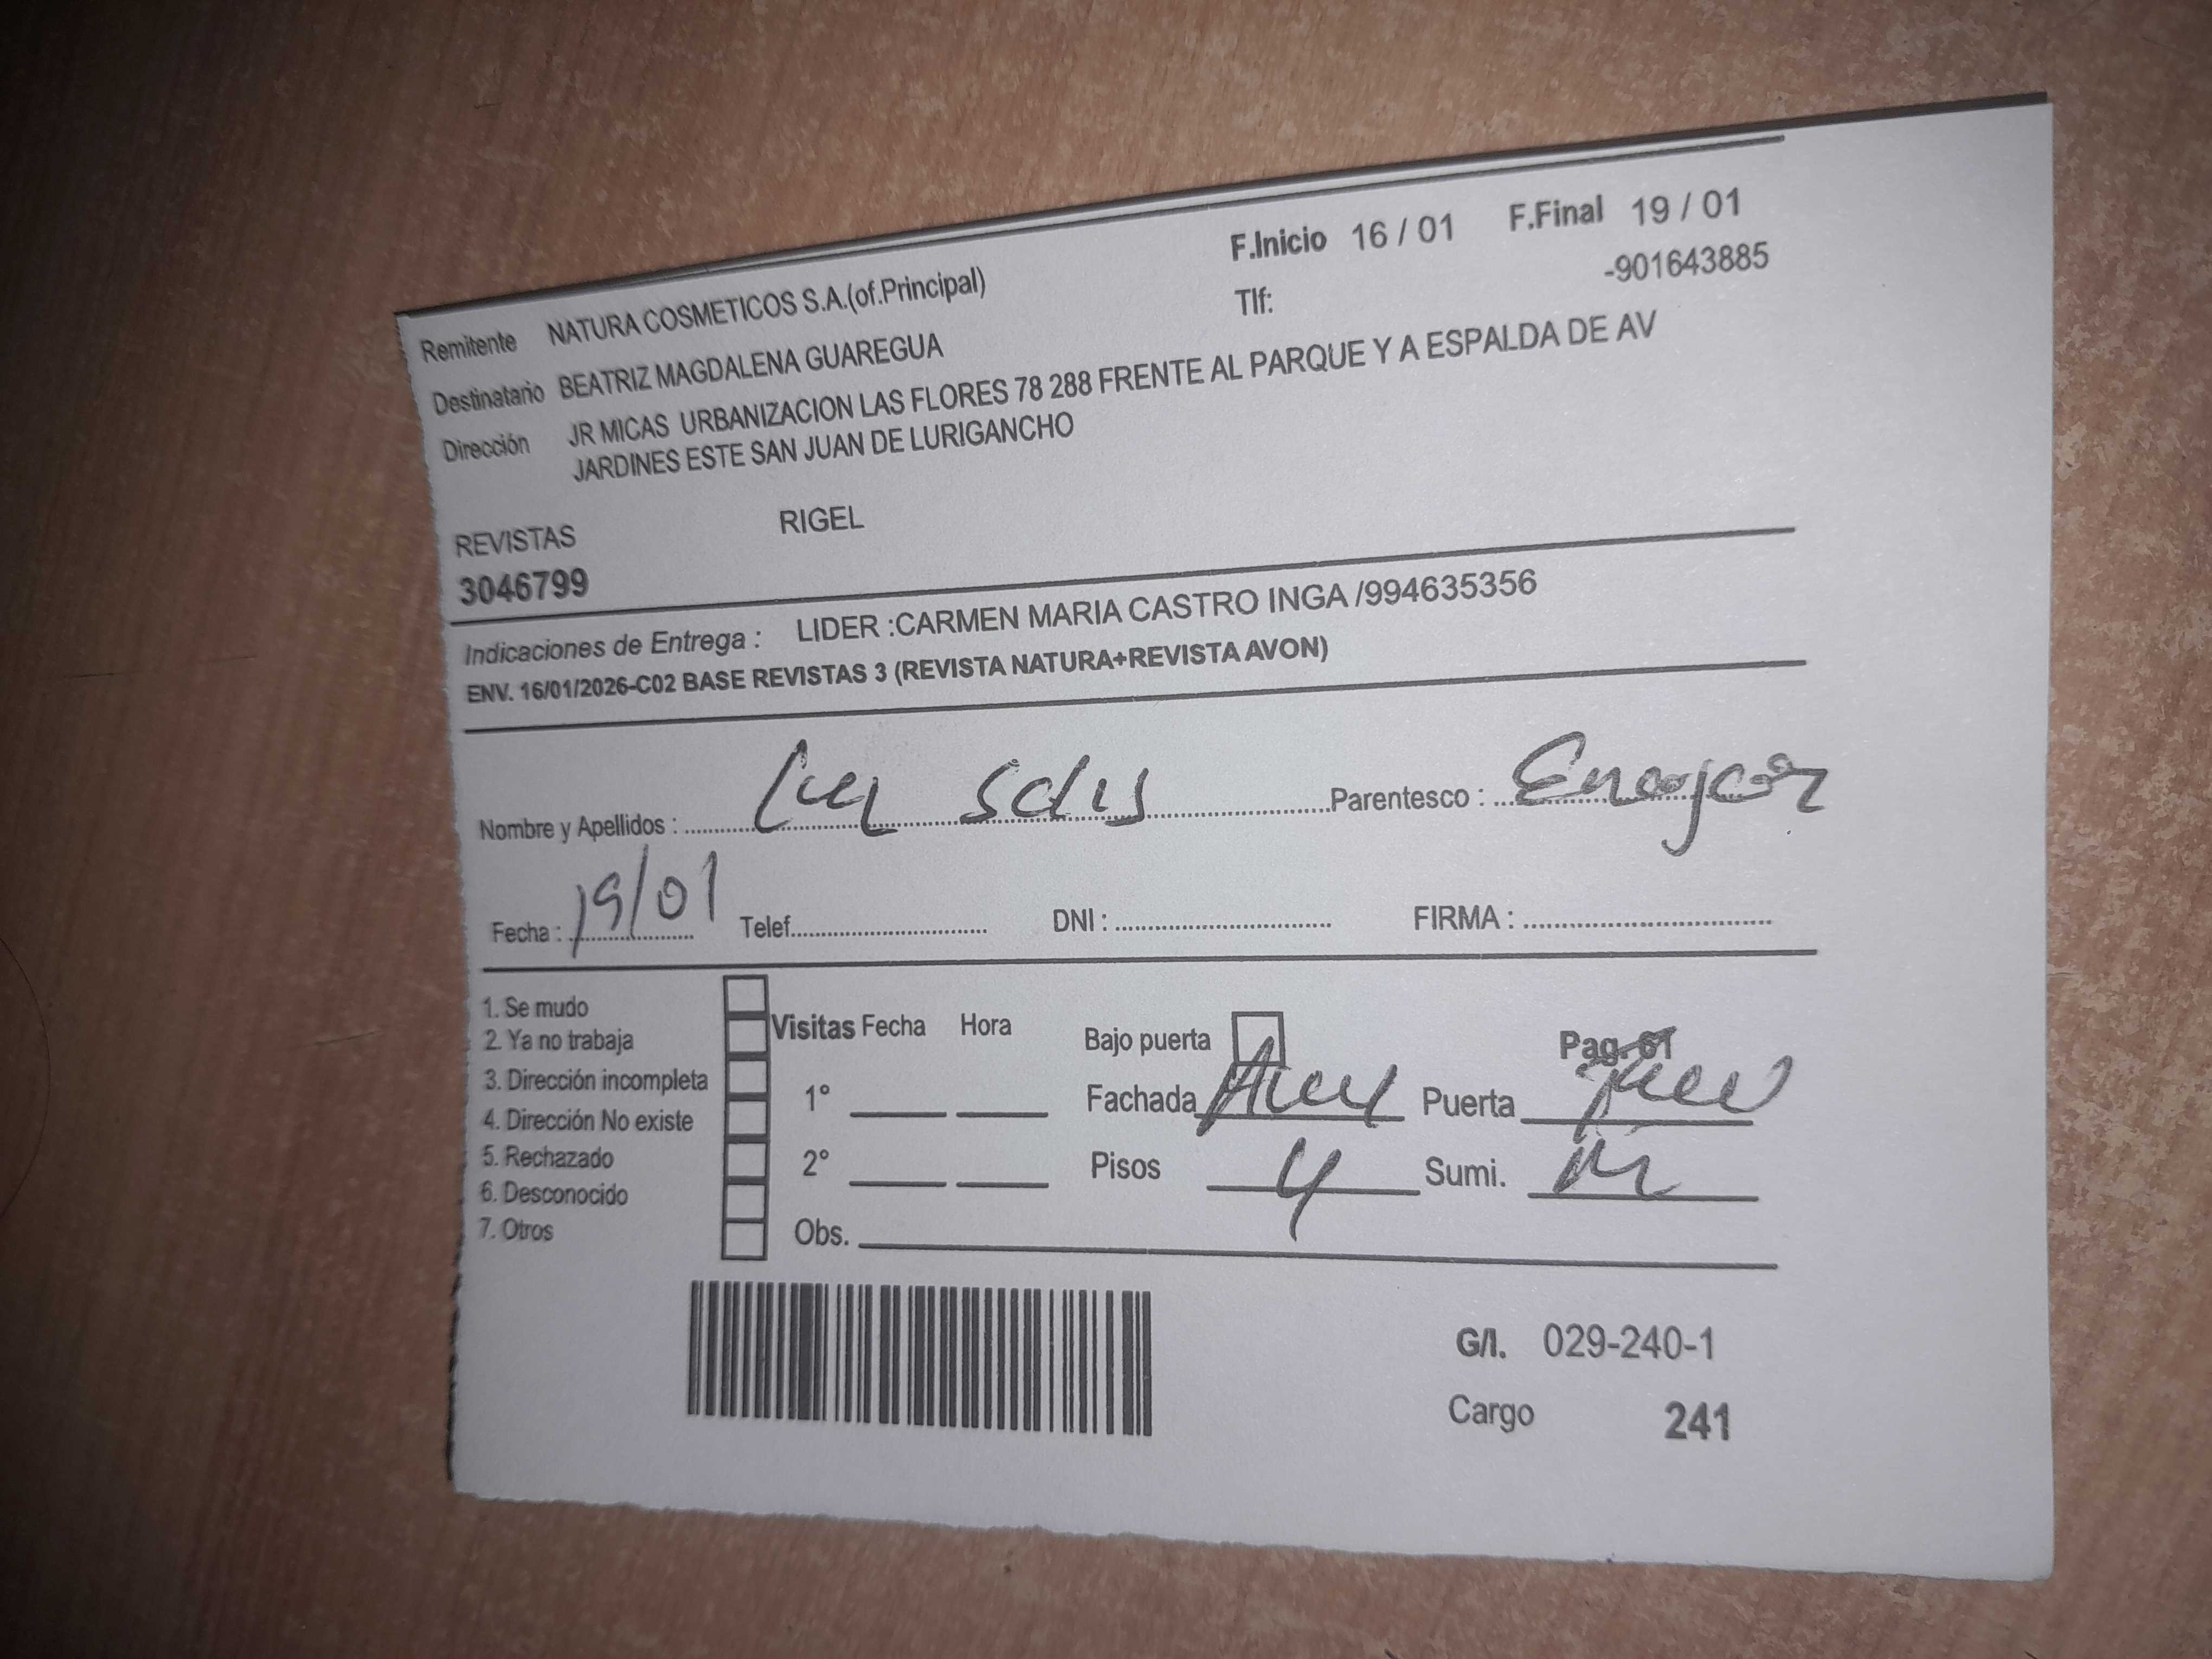 F.Inicio 16 / 01 F.Final 19 / 01
Remitente NATURA COSMETICOS S.A.(of.Principal) Tlf: -901643885
Destinatario BEATRIZ MAGDALENA GUAREGUA
Dirección JR MICAS URBANIZACION LAS FLORES 78 288 FRENTE AL PARQUE Y A ESPALDA DE AV
JARDINES ESTE SAN JUAN DE LURIGANCHO
REVISTAS RIGEL
3046799
Indicaciones de Entrega : LIDER :CARMEN MARIA CASTRO INGA /994635356
ENV. 16/01/2026-C02 BASE REVISTAS 3 (REVISTA NATURA+REVISTA AVON)
Nombre y Apellidos : Parentesco :
Fecha : 19/01 Telef. DNI : FIRMA :
1. Se mudo
2. Ya no trabaja
3. Dirección incompleta
4. Dirección No existe
5. Rechazado
6. Desconocido
7. Otros
Visitas Fecha Hora
1°
2°
Obs.
Bajo puerta Pag. 61
Fachada Puerta
Pisos 4 Sumi.
G/I. 029-240-1
Cargo 241